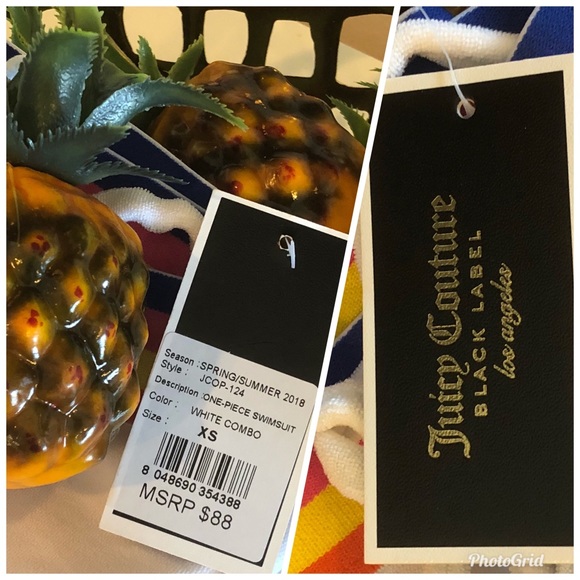 Season : SPRING/SUMMER 2018
Style : JCOP-124
Description : ONE-PIECE SWIMSUIT
Color : WHITE COMBO
Size : XS
8 048690 354388
MSRP $88
Juicy Couture
BLACK LABEL
los angeles
PhotoGrid